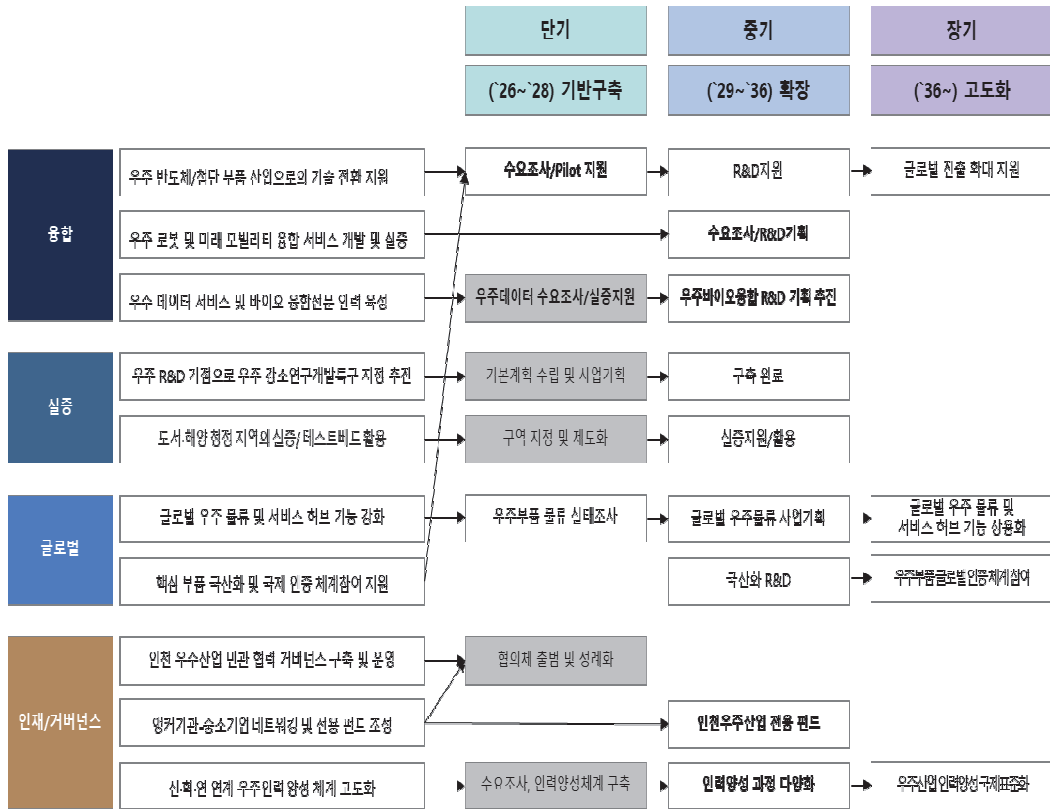 단기
중기
장기
(`26~`28) 기반구축
(`29~`36) 확장
(`36~) 고도화
융합
우주 반도체/첨단 부품 산업으로의 기술 전환 지원
수요조사/Pilot 지원
R&D지원
글로벌 진출 확대 지원
우주 로봇 및 미래 모빌리티 융합 서비스 개발 및 실증
수요조사/R&D기획
우주 데이터 서비스 및 바이오 융합전문 인력 육성
우주데이터 수요조사/실증지원
우주바이오융합 R&D 기획 추진
실증
우주 R&D 거점으로 우주 강소연구개발특구 지정 추진
기본계획 수립 및 사업기획
구축 완료
도서·해양 청정 지역의 실증/ 테스트베드 활용
구역 지정 및 제도화
실증지원/활용
글로벌
글로벌 우주 물류 및 서비스 허브 기능 강화
우주부품 물류 실태조사
글로벌 우주물류 사업기획
글로벌 우주 물류 및
서비스 허브 기능 상용화
핵심 부품 국산화 및 국제 인증 체계참여 지원
국산화 R&D
우주부품글로벌인증체계참여
인재/거버넌스
인천 우주산업 민관 협력 거버넌스 구축 및 운영
협의체 출범 및 정례화
앵커기관-중소기업 네트워킹 및 전용 펀드 조성
인천우주산업 전용 펀드
산·학·연 연계 우주인력 양성 체계 고도화
수요조사, 인력양성체계 구축
인력양성 과정 다양화
우주산업인력양성국제표준화